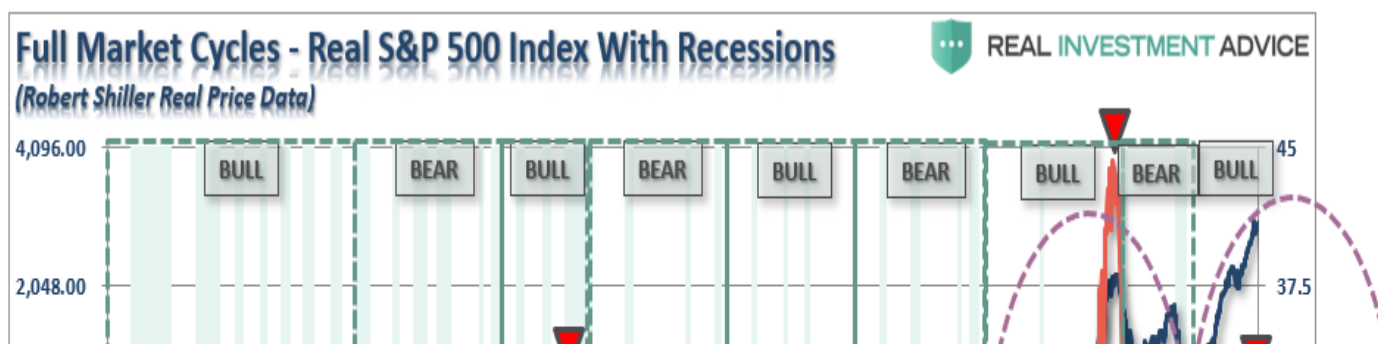 Full Market Cycles - Real S&P 500 Index With Recessions
REAL INVESTMENT ADVICE
(Robert Shiller Real Price Data)
4,096.00
BULL
BEAR
BULL
BEAR
BULL
BEAR
BULL
BEAR
BULL
45
2,048.00
37.5